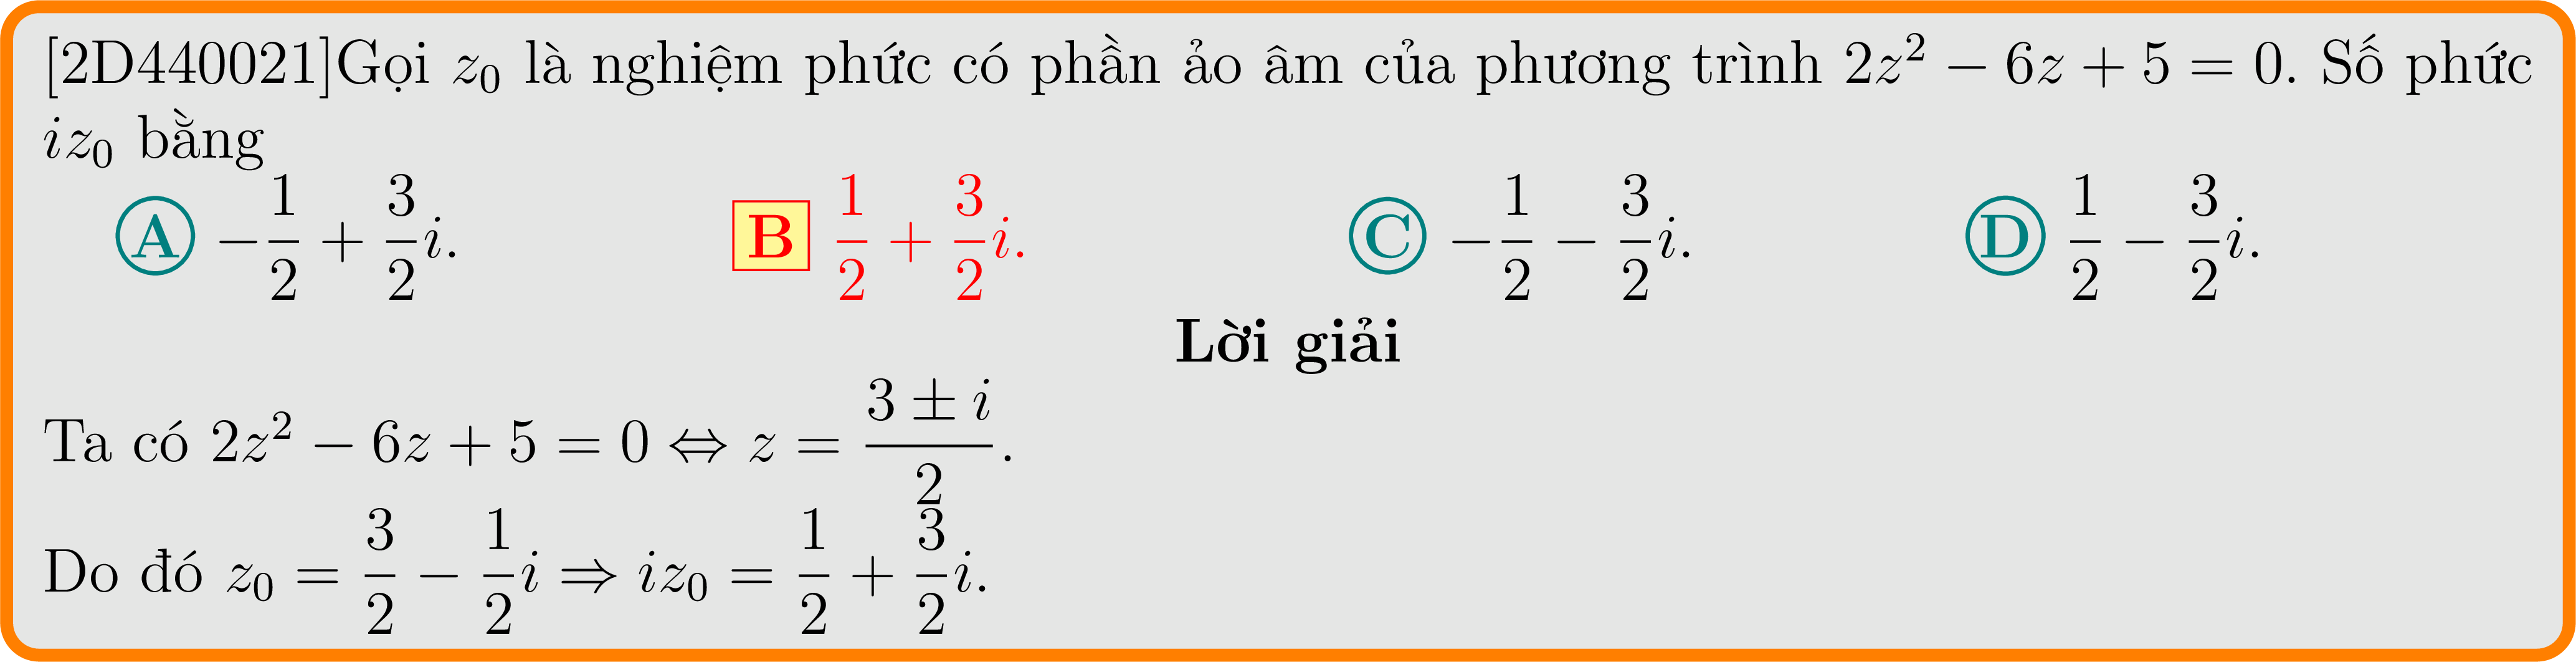 [2D440021]Gọi $z_0$ là nghiệm phức có phần ảo âm của phương trình $2z^2 - 6z + 5 = 0$. Số phức
$iz_0$ bằng
A $-\frac{1}{2} + \frac{3}{2}i.$ B $\frac{1}{2} + \frac{3}{2}i.$ C $-\frac{1}{2} - \frac{3}{2}i.$ D $\frac{1}{2} - \frac{3}{2}i.$
Lời giải
Ta có $2z^2 - 6z + 5 = 0 \Leftrightarrow z = \frac{3 \pm i}{2}.$
Do đó $z_0 = \frac{3}{2} - \frac{1}{2}i \Rightarrow iz_0 = \frac{1}{2} + \frac{3}{2}i.$